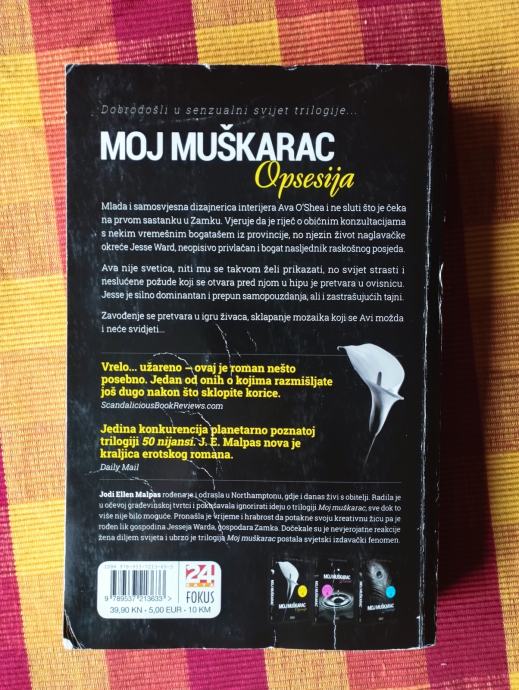 Dobrodošli u senzualni svijet trilogije...
MOJ MUŠKARAC
Opsesija
Mlada i samosvjesna dizajnerica interijera Ava O'Shea i ne sluti što je čeka
na prvom sastanku u Zamku. Vjeruje da je riječ o običnim konzultacijama
s nekim vremešnim bogatašem iz provincije, no njezin život naglavačke
okreće Jesse Ward, neopisivo privlačan i bogat nasljednik raskošnog posjeda.
Ava nije svetica, niti mu se takvom želi prikazati, no svijet strasti i
neslućene požude koji se otvara pred njom u hipu je pretvara u ovisnicu.
Jesse je silno dominantan i prepun samopouzdanja, ali i zastrašujućih tajni.
Zavođenje se pretvara u igru živaca, sklapanje mozaika koji se Avi možda
i neće svidjeti...
Vrelo... užareno – ovaj je roman nešto
posebno. Jedan od onih o kojima razmišljate
još dugo nakon što sklopite korice.
ScandaliciousBookReviews.com
Jedina konkurencija planetarno poznatoj
trilogiji 50 nijansi. J. E. Malpas nova je
kraljica erotskog romana.
Daily Mail
Jodi Ellen Malpas rođena je i odrasla u Northamptonu, gdje i danas živi s obitelji. Radila je
u očevoj građevinskoj tvrtci i pokušavala ignorirati ideju o trilogiji Moj muškarac, sve dok to
više nije bilo moguće. Pronašla je vrijeme i hrabrost da potakne svoju kreativnu žicu pa je
rođen lik gospodina Jesseja Warda, gospodara Zamka. Dočekale su je nevjerojatne reakcije
žena diljem svijeta i ubrzo je trilogija Moj muškarac postala svjetski izdavački fenomen.
9 789537 213633 >
39,90 KN - 5,00 EUR - 10 KM
24
sata
FOKUS
MOJ MUŠKARAC
MOJ MUŠKARAC
MOJ MUŠKARAC